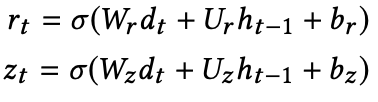 r_t = σ(W_r d_t + U_r h_{t−1} + b_r)
z_t = σ(W_z d_t + U_z h_{t−1} + b_z)